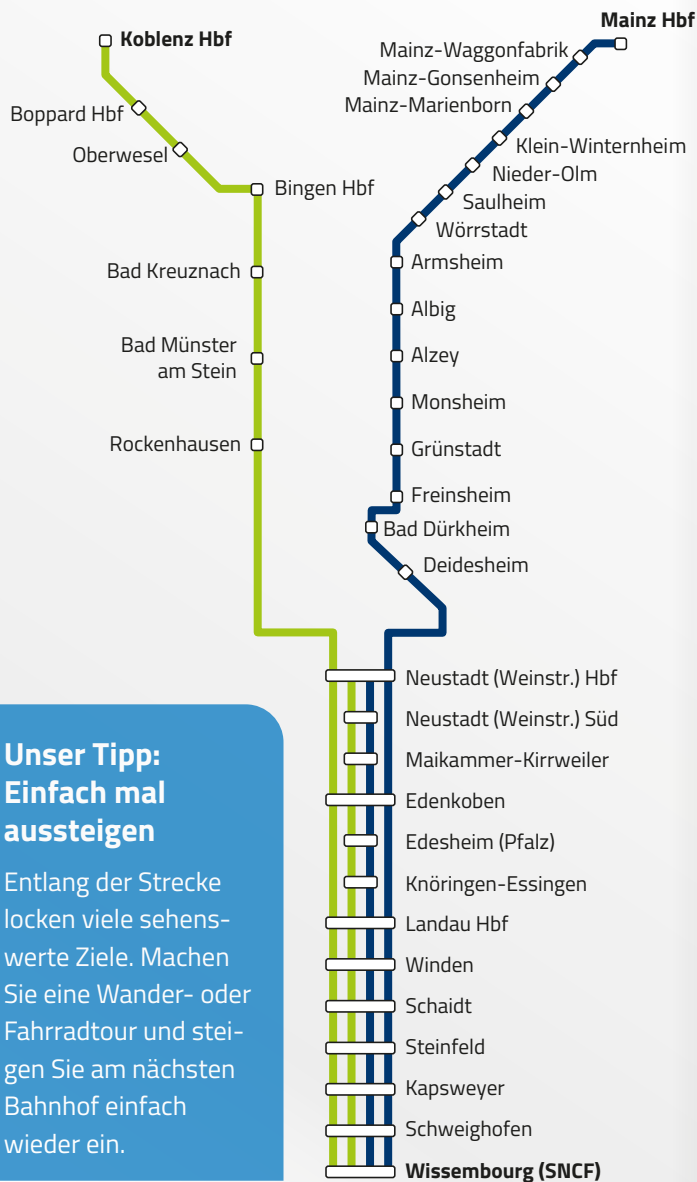 Koblenz Hbf
Boppard Hbf
Oberwesel
Bingen Hbf
Bad Kreuznach
Bad Münster
am Stein
Rockenhausen
Mainz Hbf
Mainz-Waggonfabrik
Mainz-Gonsenheim
Mainz-Marienborn
Klein-Winternheim
Nieder-Olm
Saulheim
Wörrstadt
Armsheim
Albig
Alzey
Monsheim
Grünstadt
Freinsheim
Bad Dürkheim
Deidesheim
Neustadt (Weinstr.) Hbf
Neustadt (Weinstr.) Süd
Maikammer-Kirrweiler
Edenkoben
Edesheim (Pfalz)
Knöringen-Essingen
Landau Hbf
Winden
Schaidt
Steinfeld
Kapsweyer
Schweighofen
Wissembourg (SNCF)
Unser Tipp:
Einfach mal
aussteigen
Entlang der Strecke
locken viele sehens-
werte Ziele. Machen
Sie eine Wander- oder
Fahrradtour und stei-
gen Sie am nächsten
Bahnhof einfach
wieder ein.